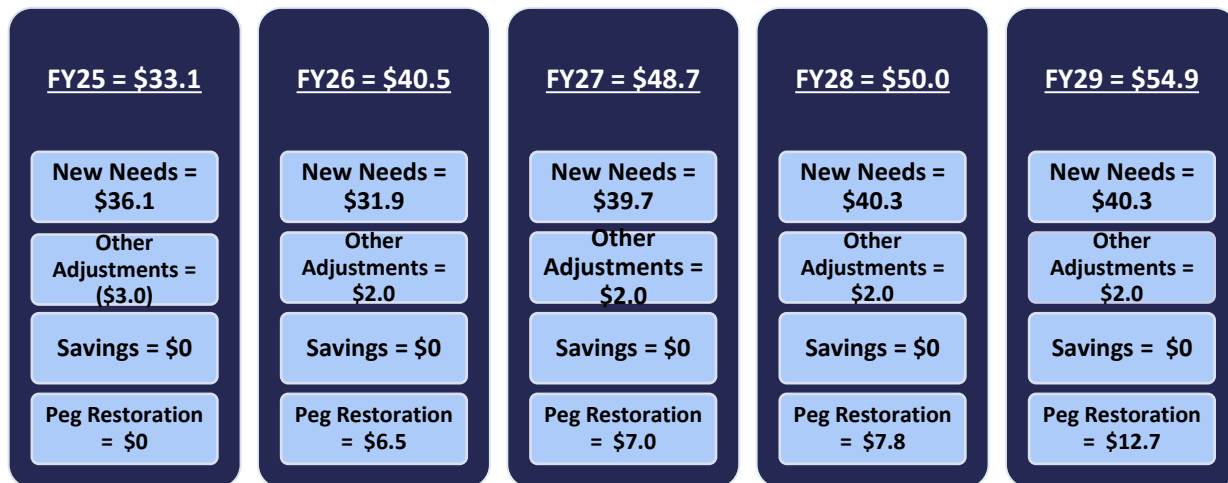 FY25 = $33.1
New Needs =
$36.1
Other
Adjustments =
($3.0)
Savings = $0
Peg Restoration
= $0
FY26 = $40.5
New Needs =
$31.9
Other
Adjustments =
$2.0
Savings = $0
Peg Restoration
= $6.5
FY27 = $48.7
New Needs =
$39.7
Other
Adjustments =
$2.0
Savings = $0
Peg Restoration
= $7.0
FY28 = $50.0
New Needs =
$40.3
Other
Adjustments =
$2.0
Savings = $0
Peg Restoration
= $7.8
FY29 = $54.9
New Needs =
$40.3
Other
Adjustments =
$2.0
Savings = $0
Peg Restoration
= $12.7